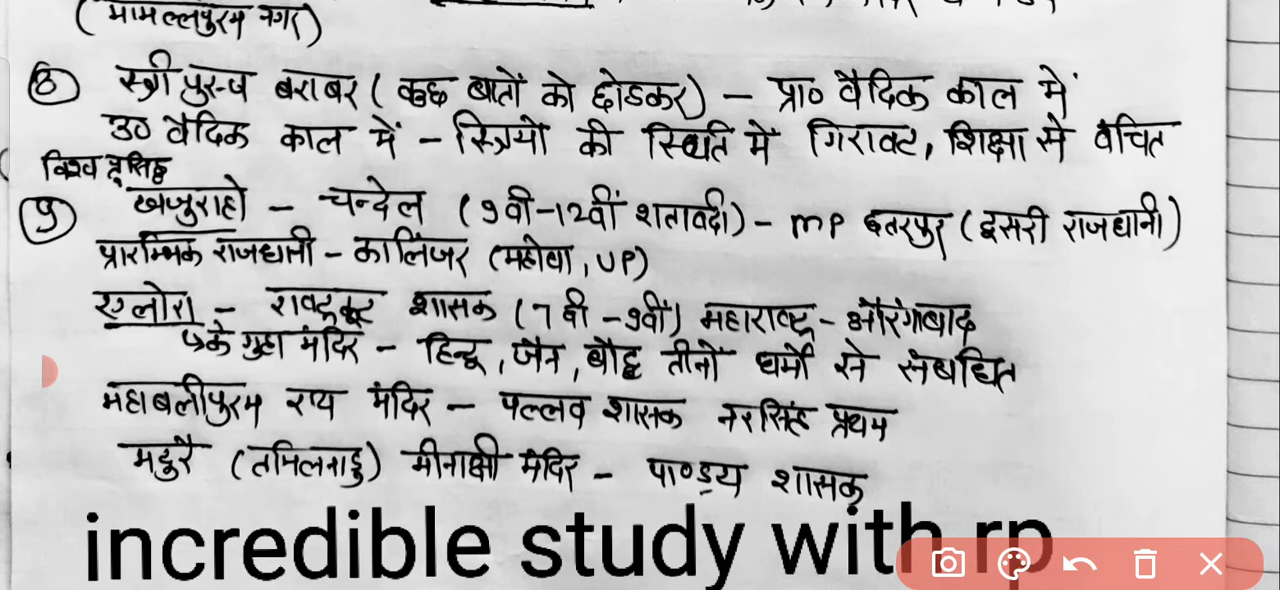 (मामल्लपुरम नगर)
⑧ स्त्री पुरुष बराबर (कुछ बातों को छोडकर) – प्रा० वैदिक काल में
उ० वैदिक काल में – स्त्रियों की स्थिति में गिरावट, शिक्षा से वंचित
विश्व प्रसिद्ध
⑨ खजुराहो – चन्देल (9वी–12वीं शताब्दी) – MP छतरपुर (दूसरी राजधानी)
प्रारम्भिक राजधानी – कालिंजर (महोबा, UP)
एलोरा – राष्ट्रकूट शासक (7वी –9वीं) महाराष्ट्र – औरंगाबाद
गुहा मंदिर – हिन्दू, जैन, बौद्ध तीनों धर्मों से संबंधित
महाबलीपुरम रथ मंदिर – पल्लव शासक नरसिंह प्रथम
मदुरै (तमिलनाडु) मीनाक्षी मंदिर – पाण्ड्य शासक
incredible study with rp